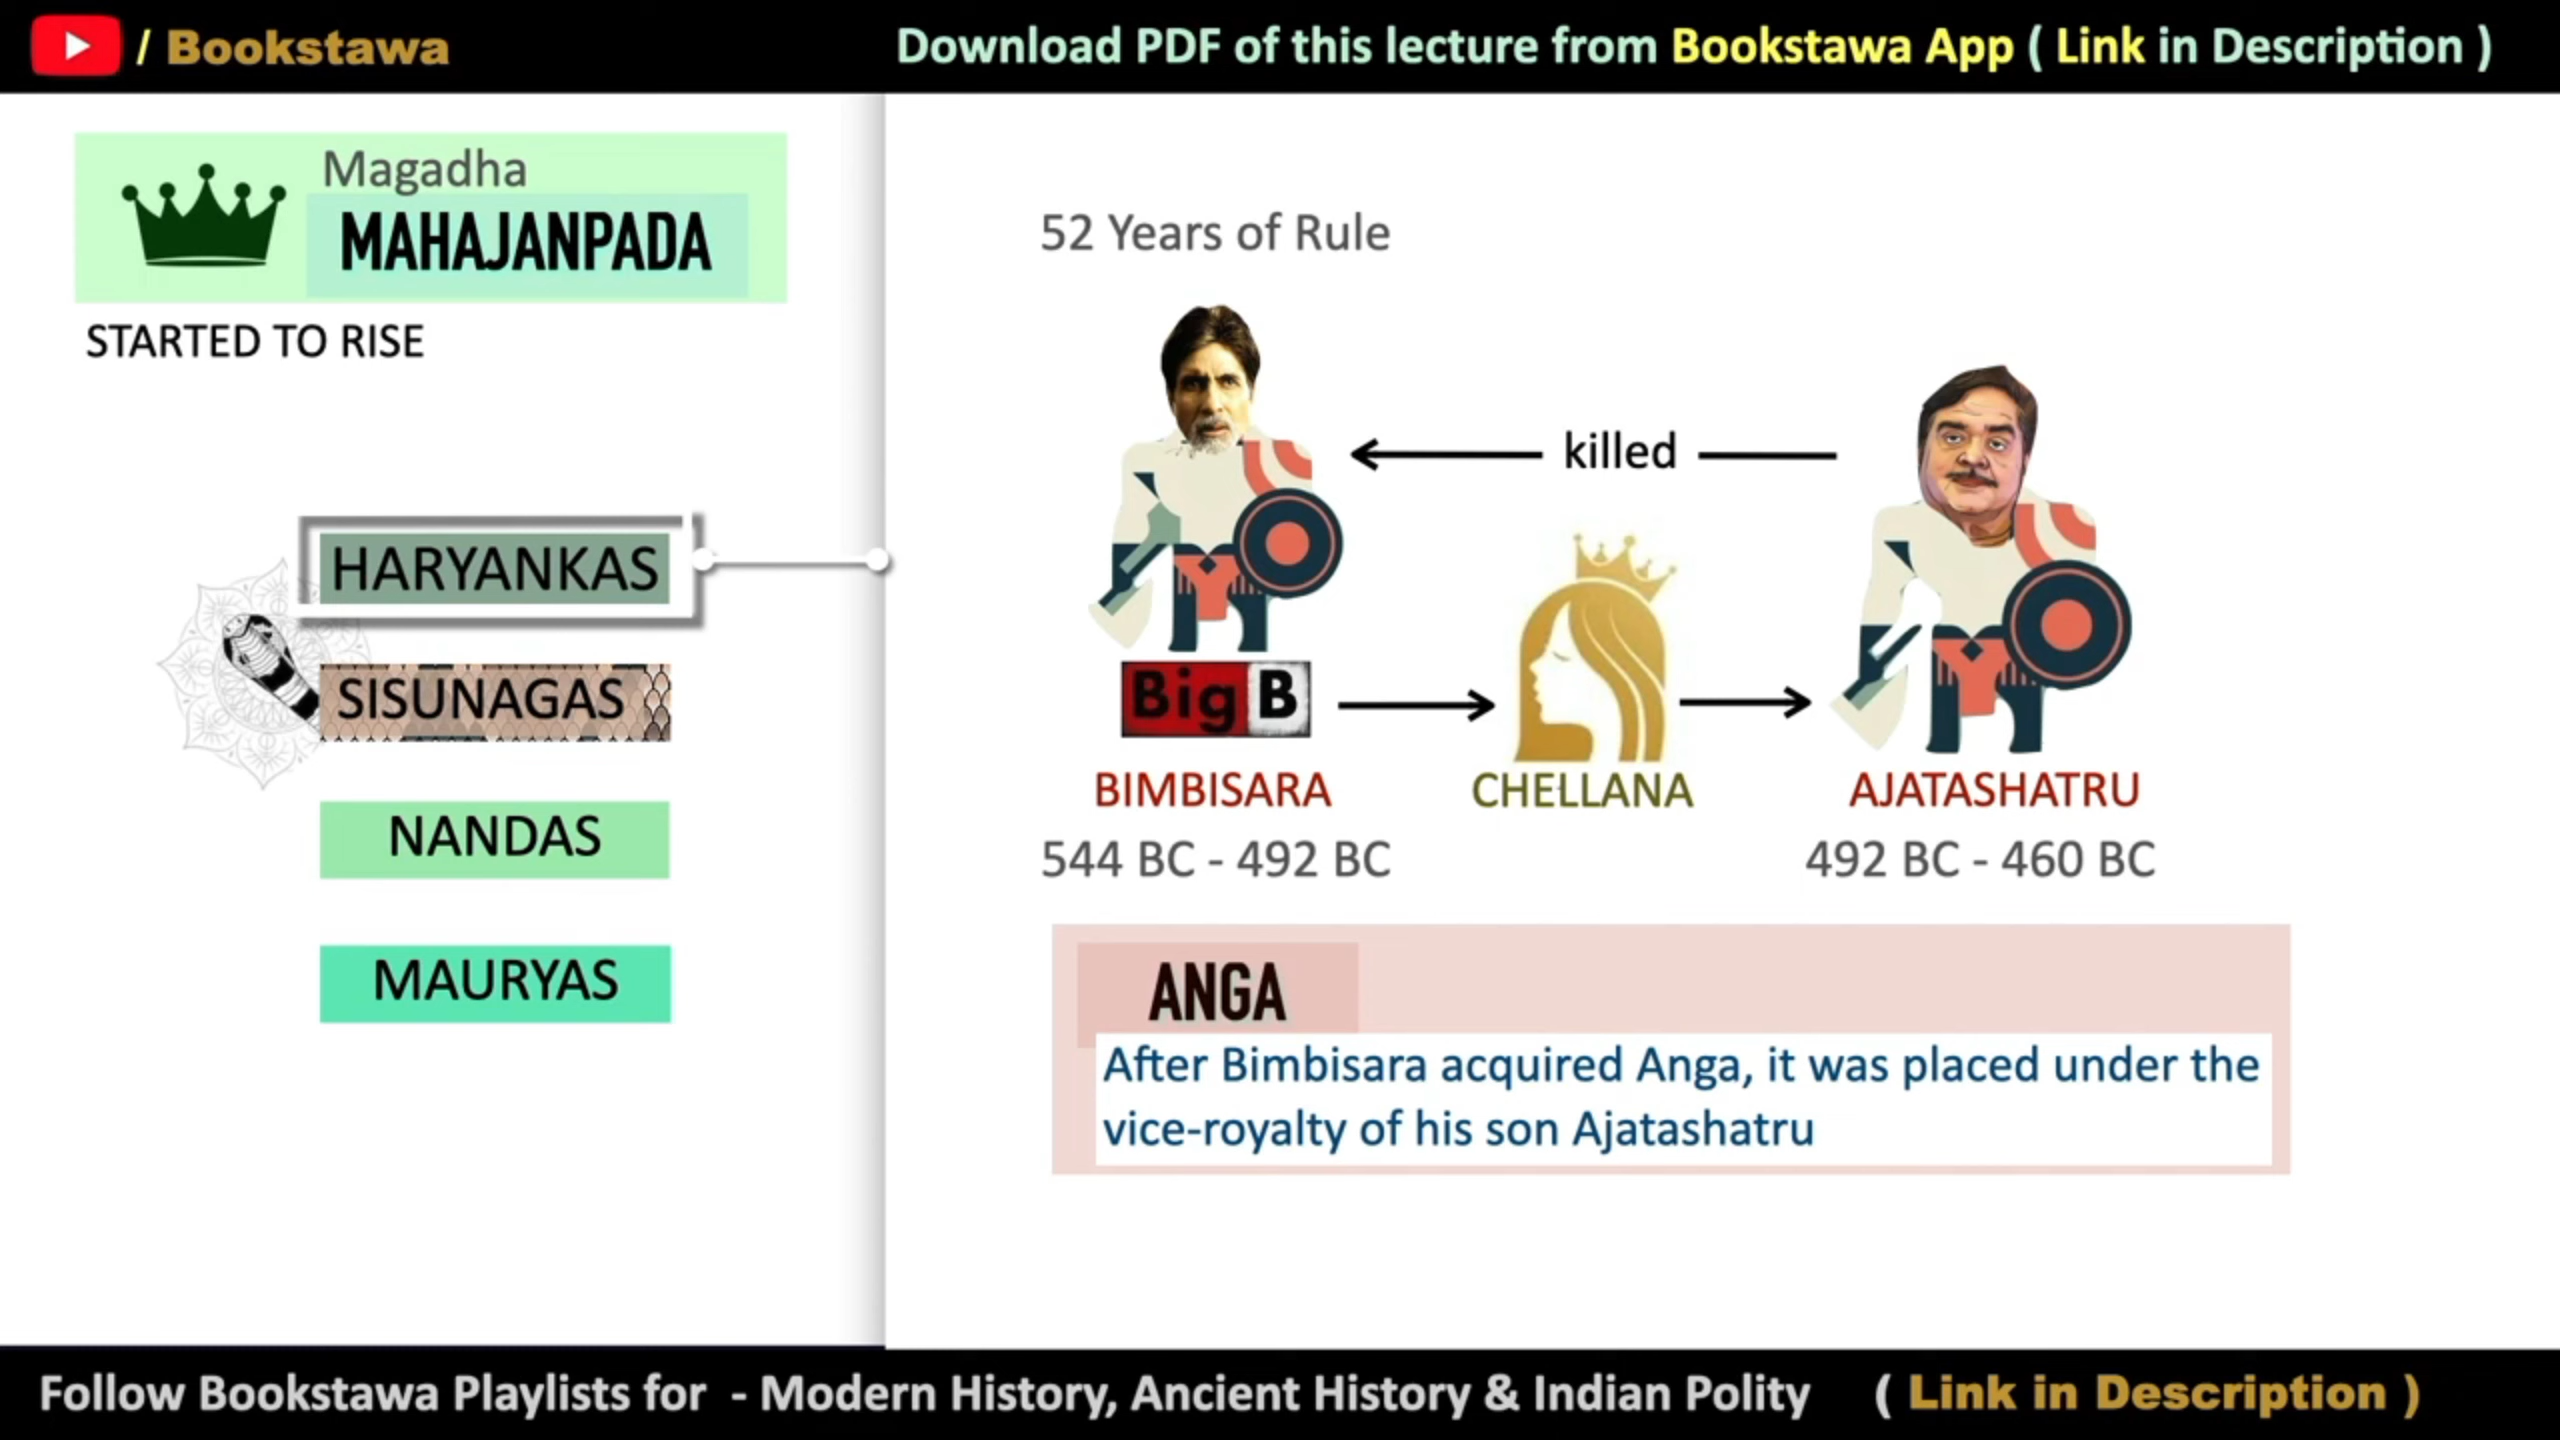 / Bookstawa
Download PDF of this lecture from Bookstawa App ( Link in Description )
Magadha
MAHAJANPADA
STARTED TO RISE
HARYANKAS
SISUNAGAS
NANDAS
MAURYAS
52 Years of Rule
killed
Big B
BIMBISARA
CHELLANA
AJATASHATRU
544 BC - 492 BC
492 BC - 460 BC
ANGA
After Bimbisara acquired Anga, it was placed under the
vice-royalty of his son Ajatashatru
Follow Bookstawa Playlists for - Modern History, Ancient History & Indian Polity ( Link in Description )